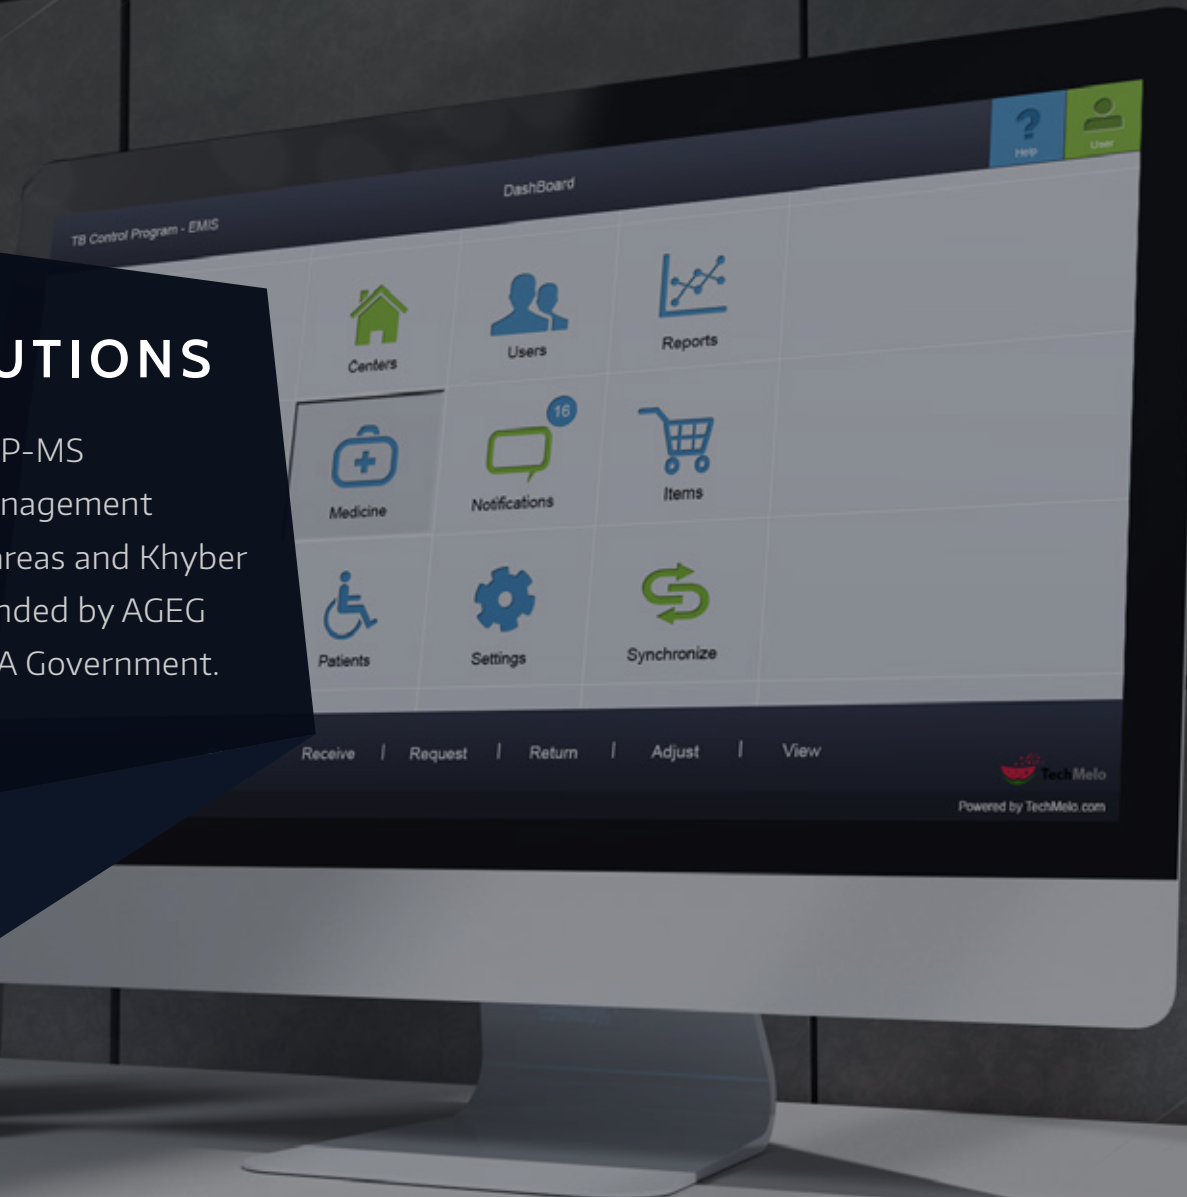 Help
User
DashBoard
TB Control Program - EMIS
Centers
Users
Reports
UTIONS
P-MS
nagement
areas and Khyber
nded by AGEG
A Government.
16
Medicine
Notifications
Items
Patients
Settings
Synchronize
Receive | Request | Return | Adjust | View
TechMelo
Powered by TechMelo.com